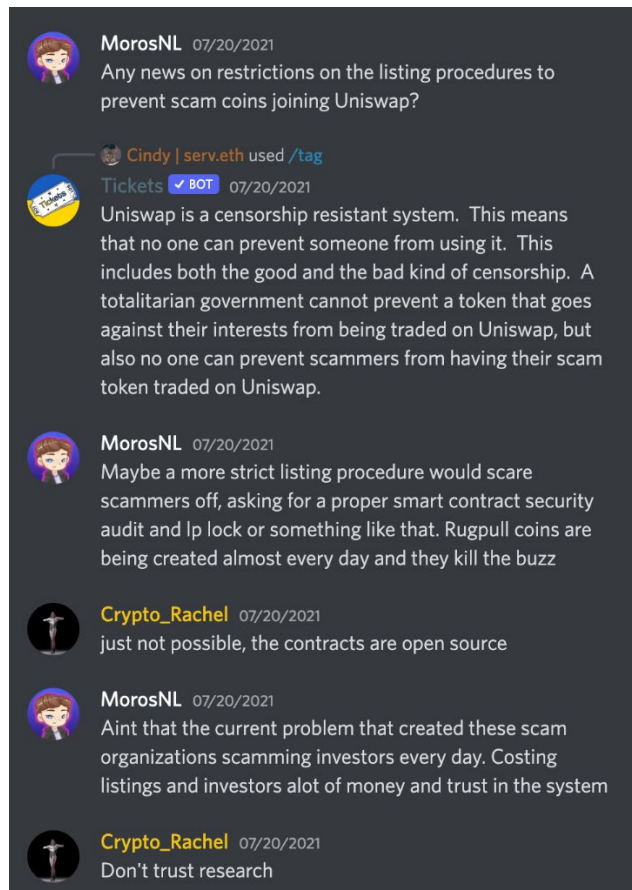 MorosNL 07/20/2021
Any news on restrictions on the listing procedures to
prevent scam coins joining Uniswap?
Cindy | serv.eth used /tag
Tickets
Tickets ✓ BOT 07/20/2021
Uniswap is a censorship resistant system. This means
that no one can prevent someone from using it. This
includes both the good and the bad kind of censorship. A
totalitarian government cannot prevent a token that goes
against their interests from being traded on Uniswap, but
also no one can prevent scammers from having their scam
token traded on Uniswap.
MorosNL 07/20/2021
Maybe a more strict listing procedure would scare
scammers off, asking for a proper smart contract security
audit and lp lock or something like that. Rugpull coins are
being created almost every day and they kill the buzz
Crypto_Rachel 07/20/2021
just not possible, the contracts are open source
MorosNL 07/20/2021
Aint that the current problem that created these scam
organizations scamming investors every day. Costing
listings and investors alot of money and trust in the system
Crypto_Rachel 07/20/2021
Don't trust research